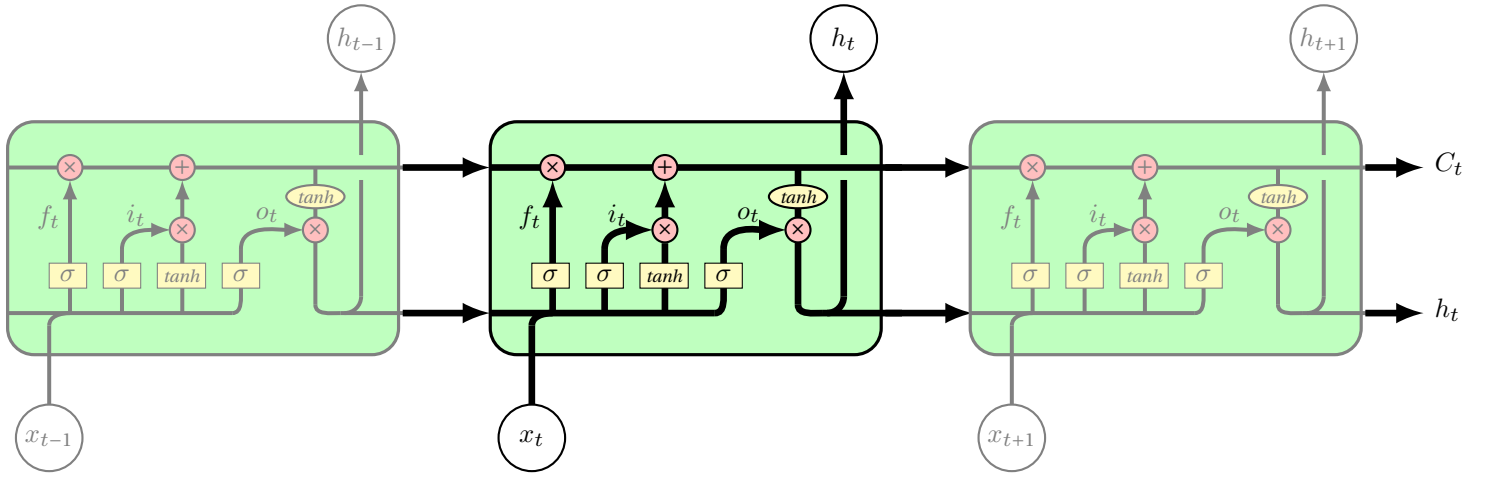 h_{t-1} h_t h_{t+1}
× + × + × + C_t
tanh tanh tanh
f_t i_t o_t f_t i_t o_t f_t i_t o_t
× × × × × ×
σ σ tanh σ σ σ tanh σ σ σ tanh σ
h_t
x_{t-1} x_t x_{t+1}